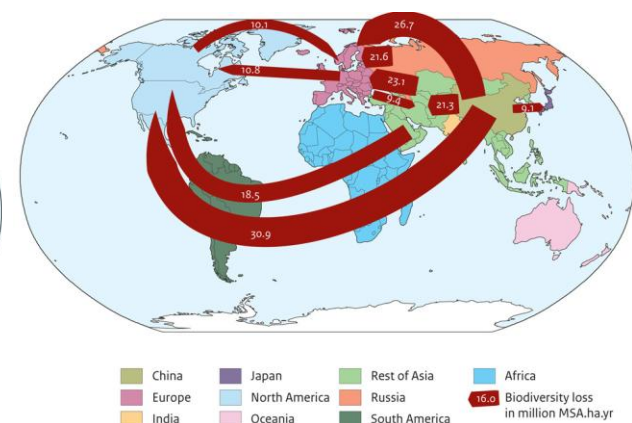 10.1
26.7
21.6
10.8
23.1
9.4
21.3
9.1
18.5
30.9
China
Japan
Rest of Asia
Africa
Europe
North America
Russia
16.0
Biodiversity loss
in million MSA.ha.yr
India
Oceania
South America